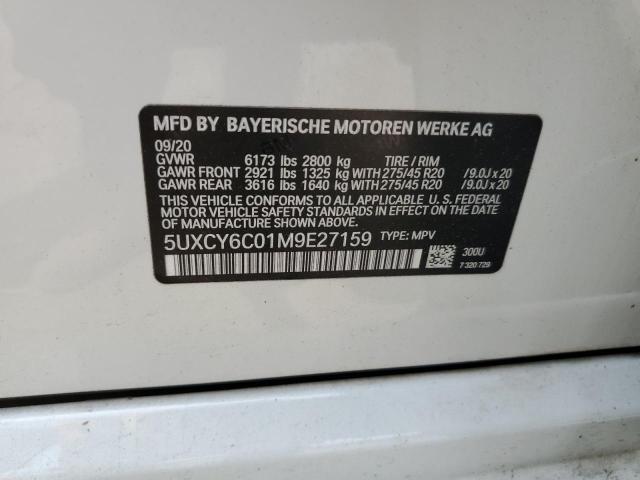 MFD BY BAYERISCHE MOTOREN WERKE AG
09/20
GVWR 6173 lbs 2800 kg TIRE / RIM
GAWR FRONT 2921 lbs 1325 kg WITH 275/45 R20 /9.0J x 20
GAWR REAR 3616 lbs 1640 kg WITH 275/45 R20 /9.0J x 20
THIS VEHICLE CONFORMS TO ALL APPLICABLE U. S. FEDERAL
MOTOR VEHICLE SAFETY STANDARDS IN EFFECT ON THE
DATE OF MANUFACTURE SHOWN ABOVE.
5UXCY6C01M9E27159 TYPE: MPV
300U
7 320 729